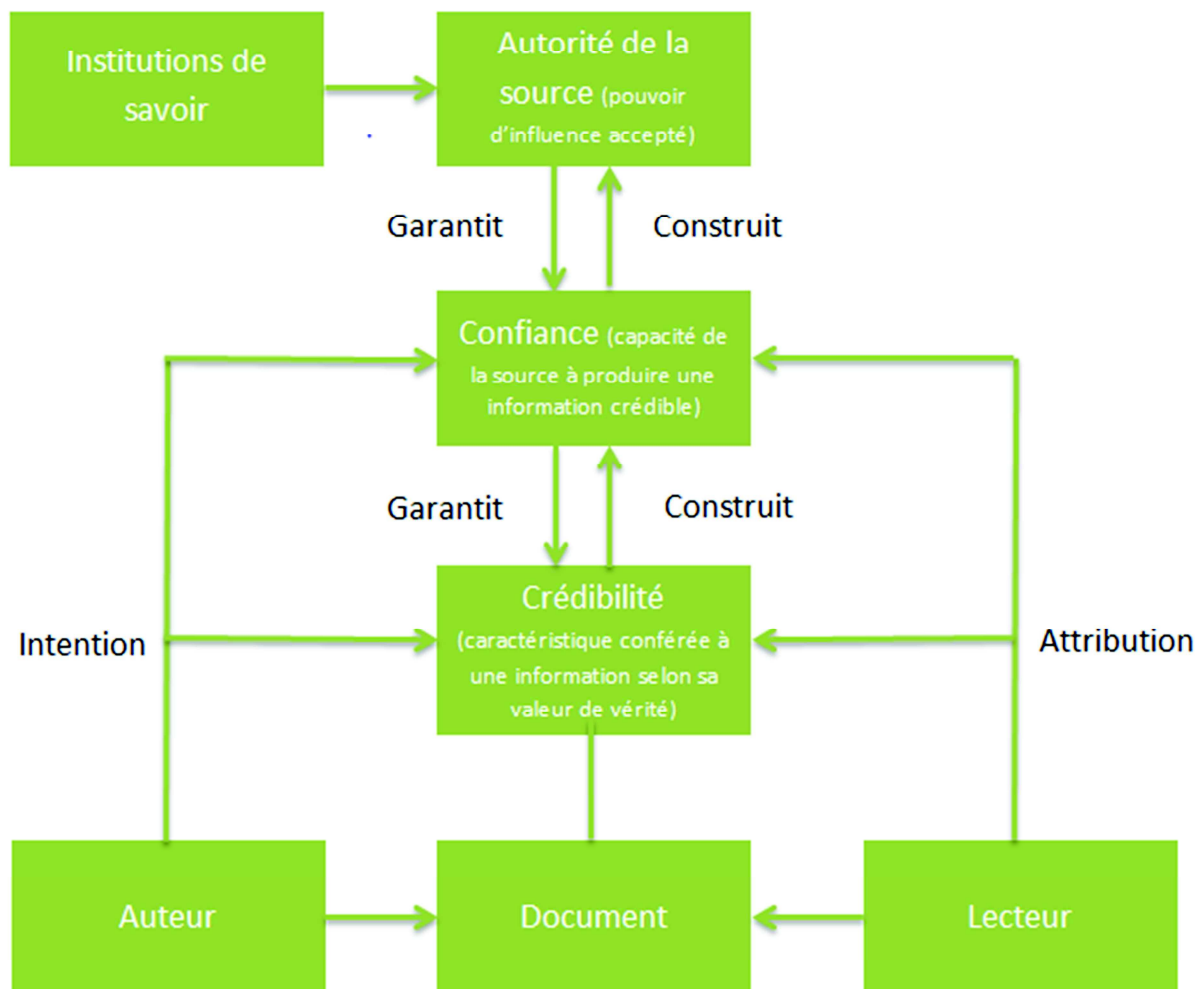 Institutions de
savoir
Autorité de la
source (pouvoir
d'influence accepté)
Garantit
Construit
Confiance (capacité de
la source à produire une
information crédible)
Garantit
Construit
Crédibilité
(caractéristique conférée à
une information selon sa
valeur de vérité)
Intention
Attribution
Auteur
Document
Lecteur